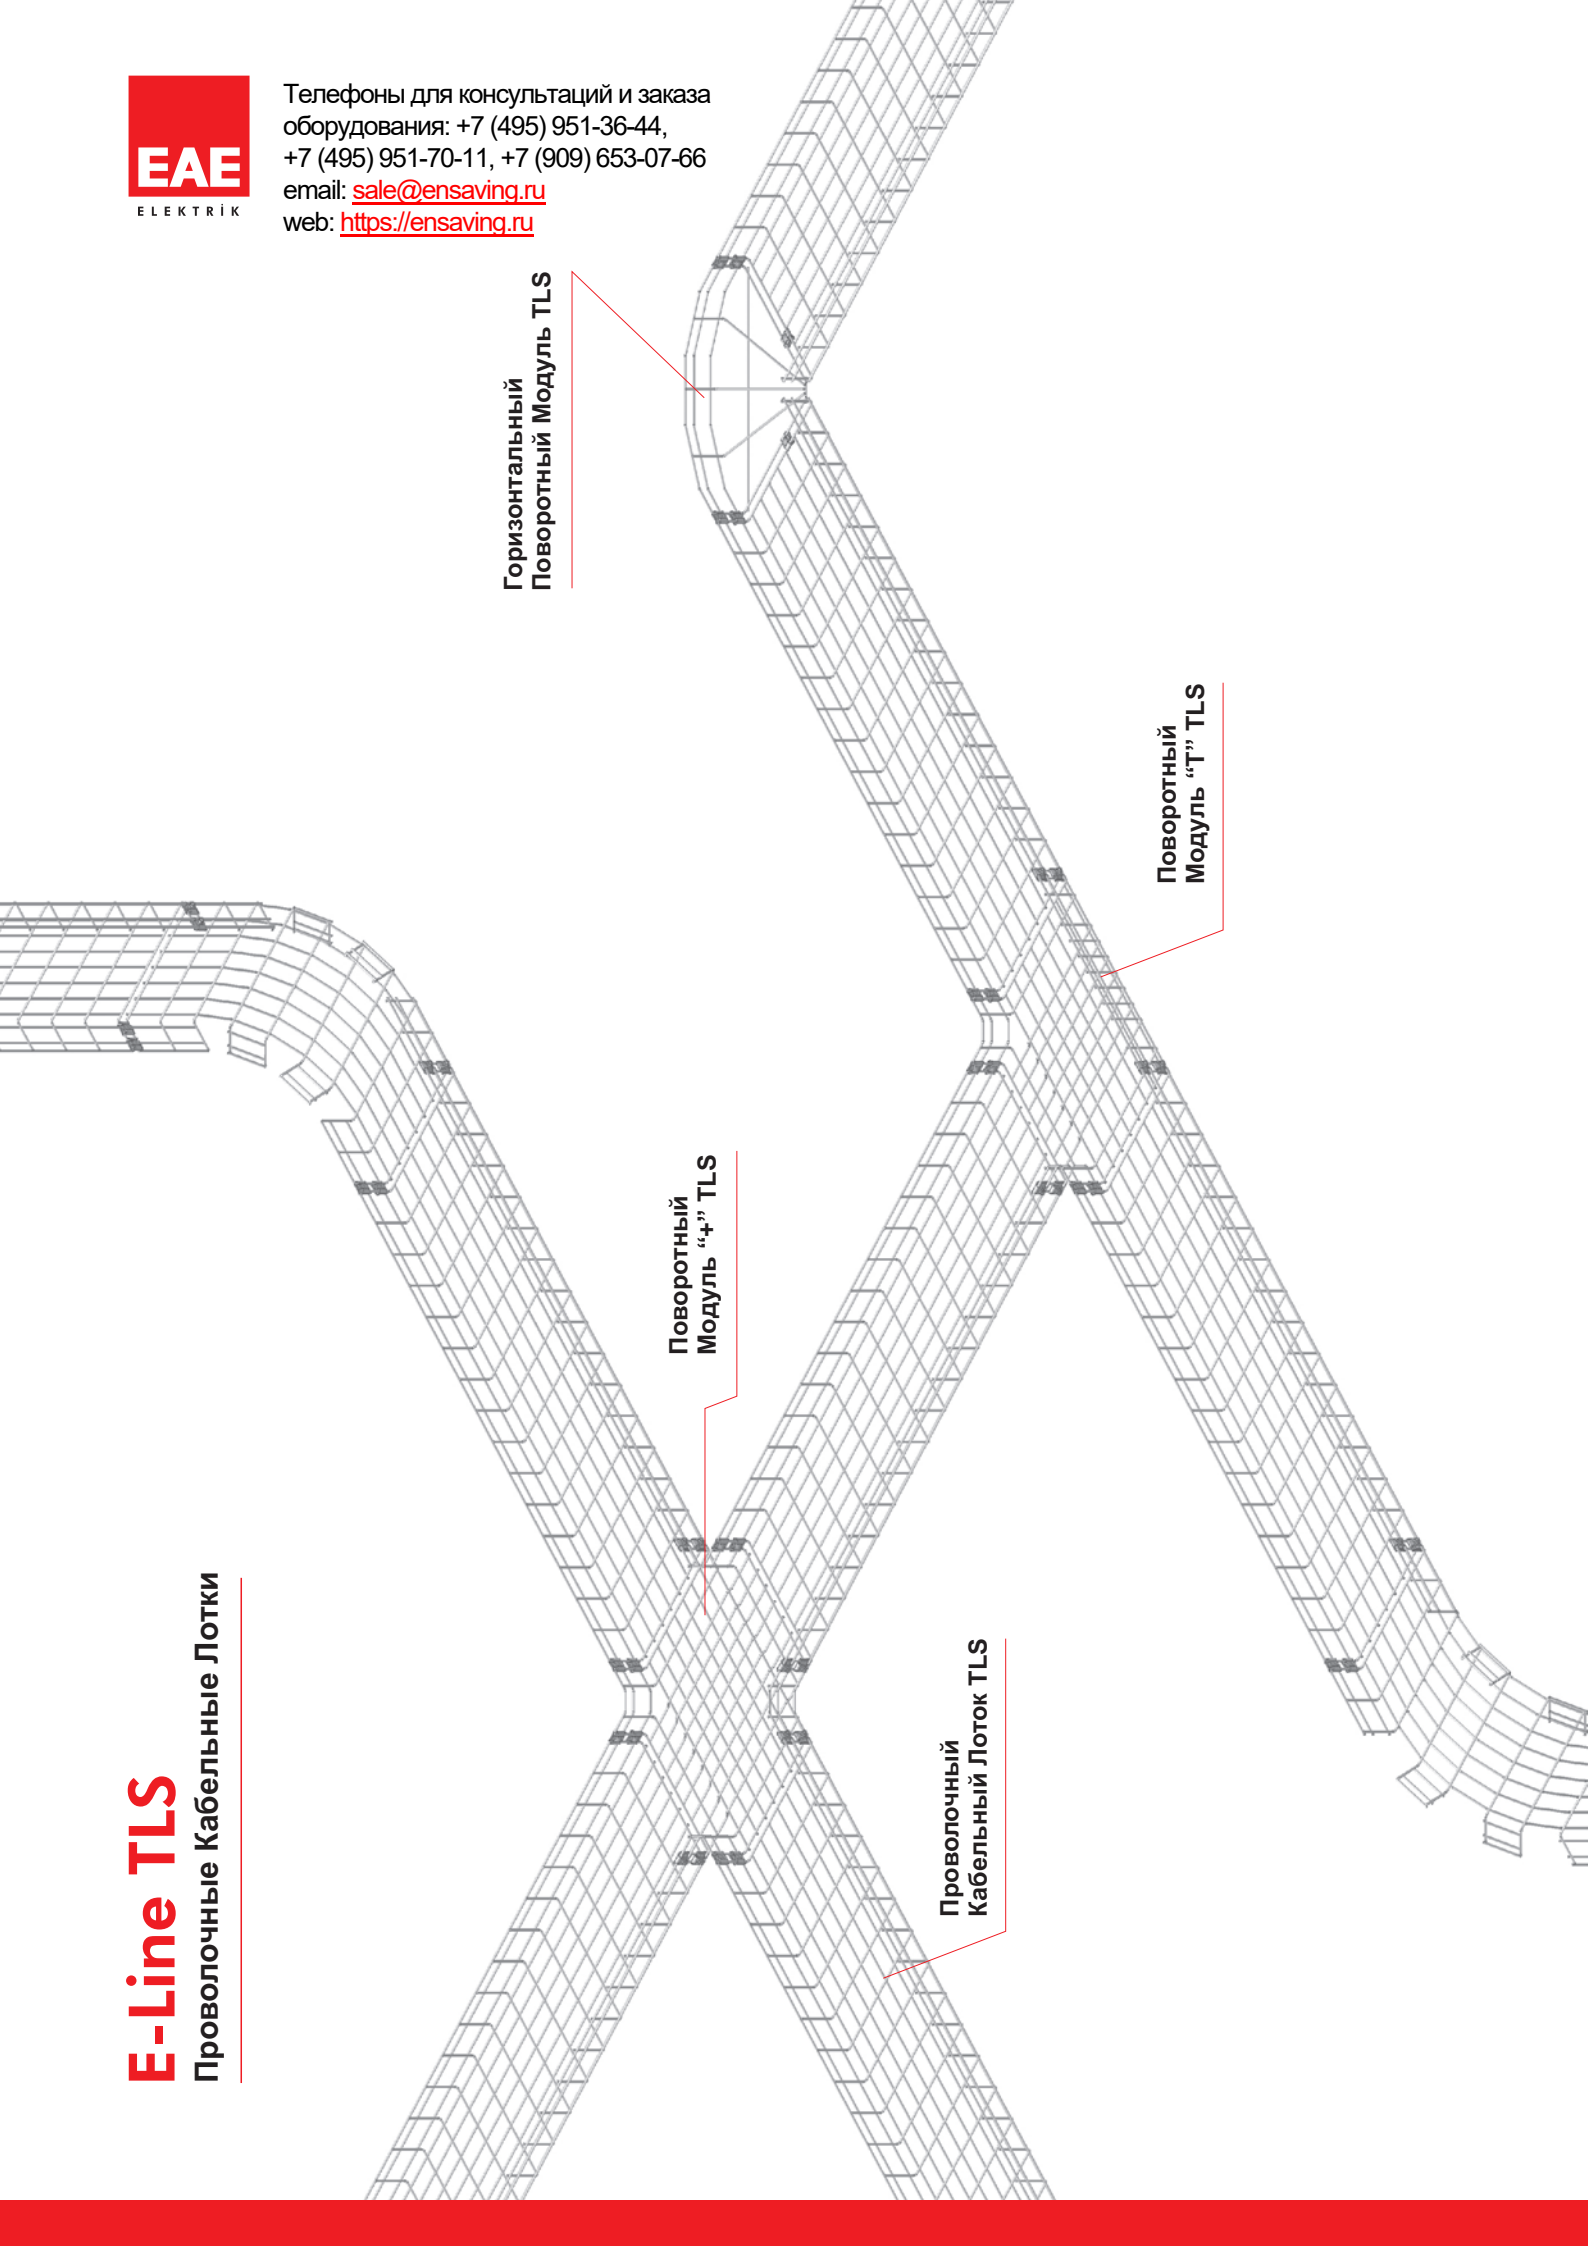 EAE
ELEKTRİK
Телефоны для консультаций и заказа
оборудования: +7 (495) 951-36-44,
+7 (495) 951-70-11, +7 (909) 653-07-66
email: sale@ensaving.ru
web: https://ensaving.ru
E-Line TLS
Проволочные Кабельные Лотки
Горизонтальный
Поворотный Модуль TLS
Поворотный
Модуль “T” TLS
Поворотный
Модуль “+” TLS
Проволочный
Кабельный Лоток TLS